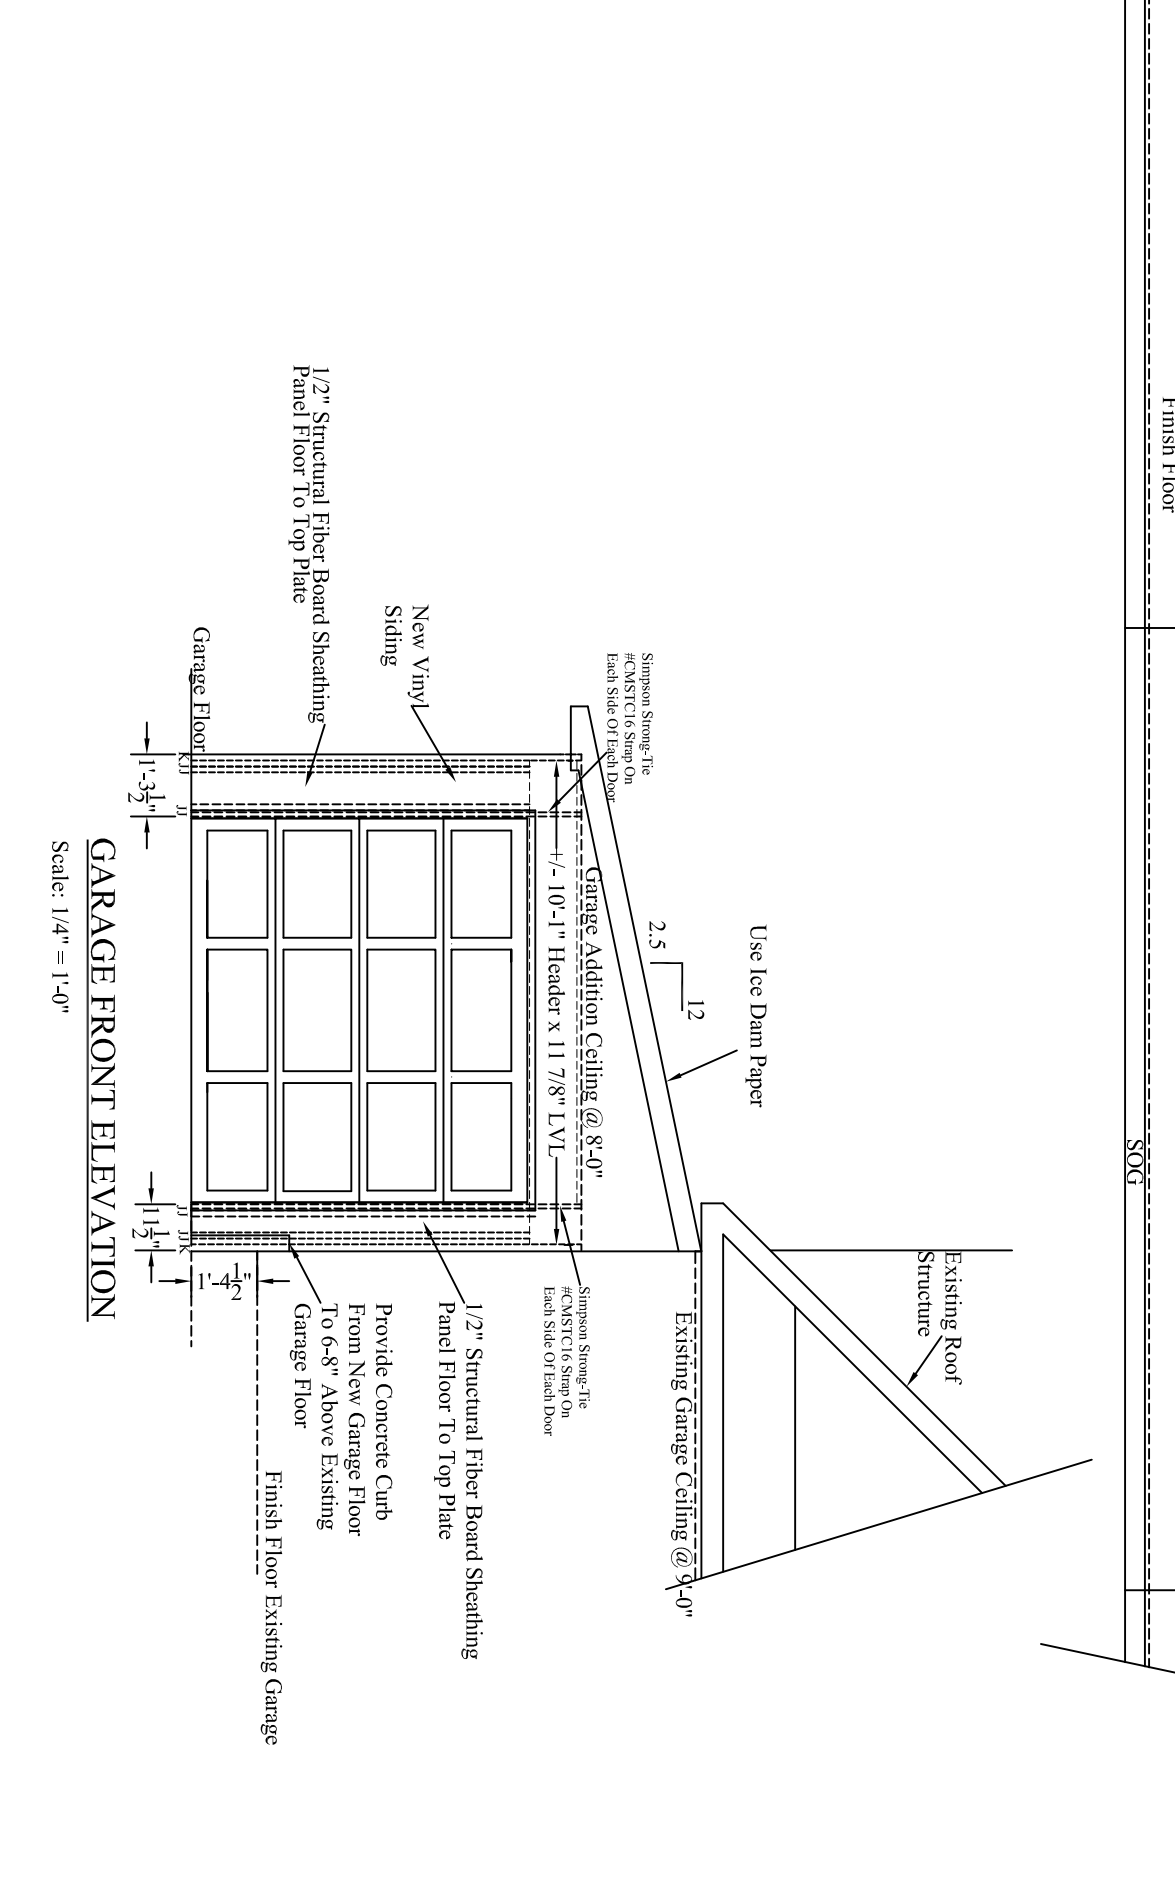 Finish Floor
SOG
Existing Roof
Structure
Use Ice Dam Paper
12
2.5
Existing Garage Ceiling @ 9'-0"
Simpson Strong-Tie
#CMSTC16 Strap On
Each Side Of Each Door
Garage Addition Ceiling @ 8'-0"
+/- 10'-1" Header x 11 7/8" LVL
Simpson Strong-Tie
#CMSTC16 Strap On
Each Side Of Each Door
New Vinyl
Siding
1/2" Structural Fiber Board Sheathing
Panel Floor To Top Plate
1/2" Structural Fiber Board Sheathing
Panel Floor To Top Plate
Provide Concrete Curb
From New Garage Floor
To 6-8" Above Existing
Garage Floor
Finish Floor Existing Garage
1'-4 1/2"
Garage Floor
KJJ
JJ
JJ
JJK
1'-3 1/2"
11 1/2"
GARAGE FRONT ELEVATION
Scale: 1/4" = 1'-0"